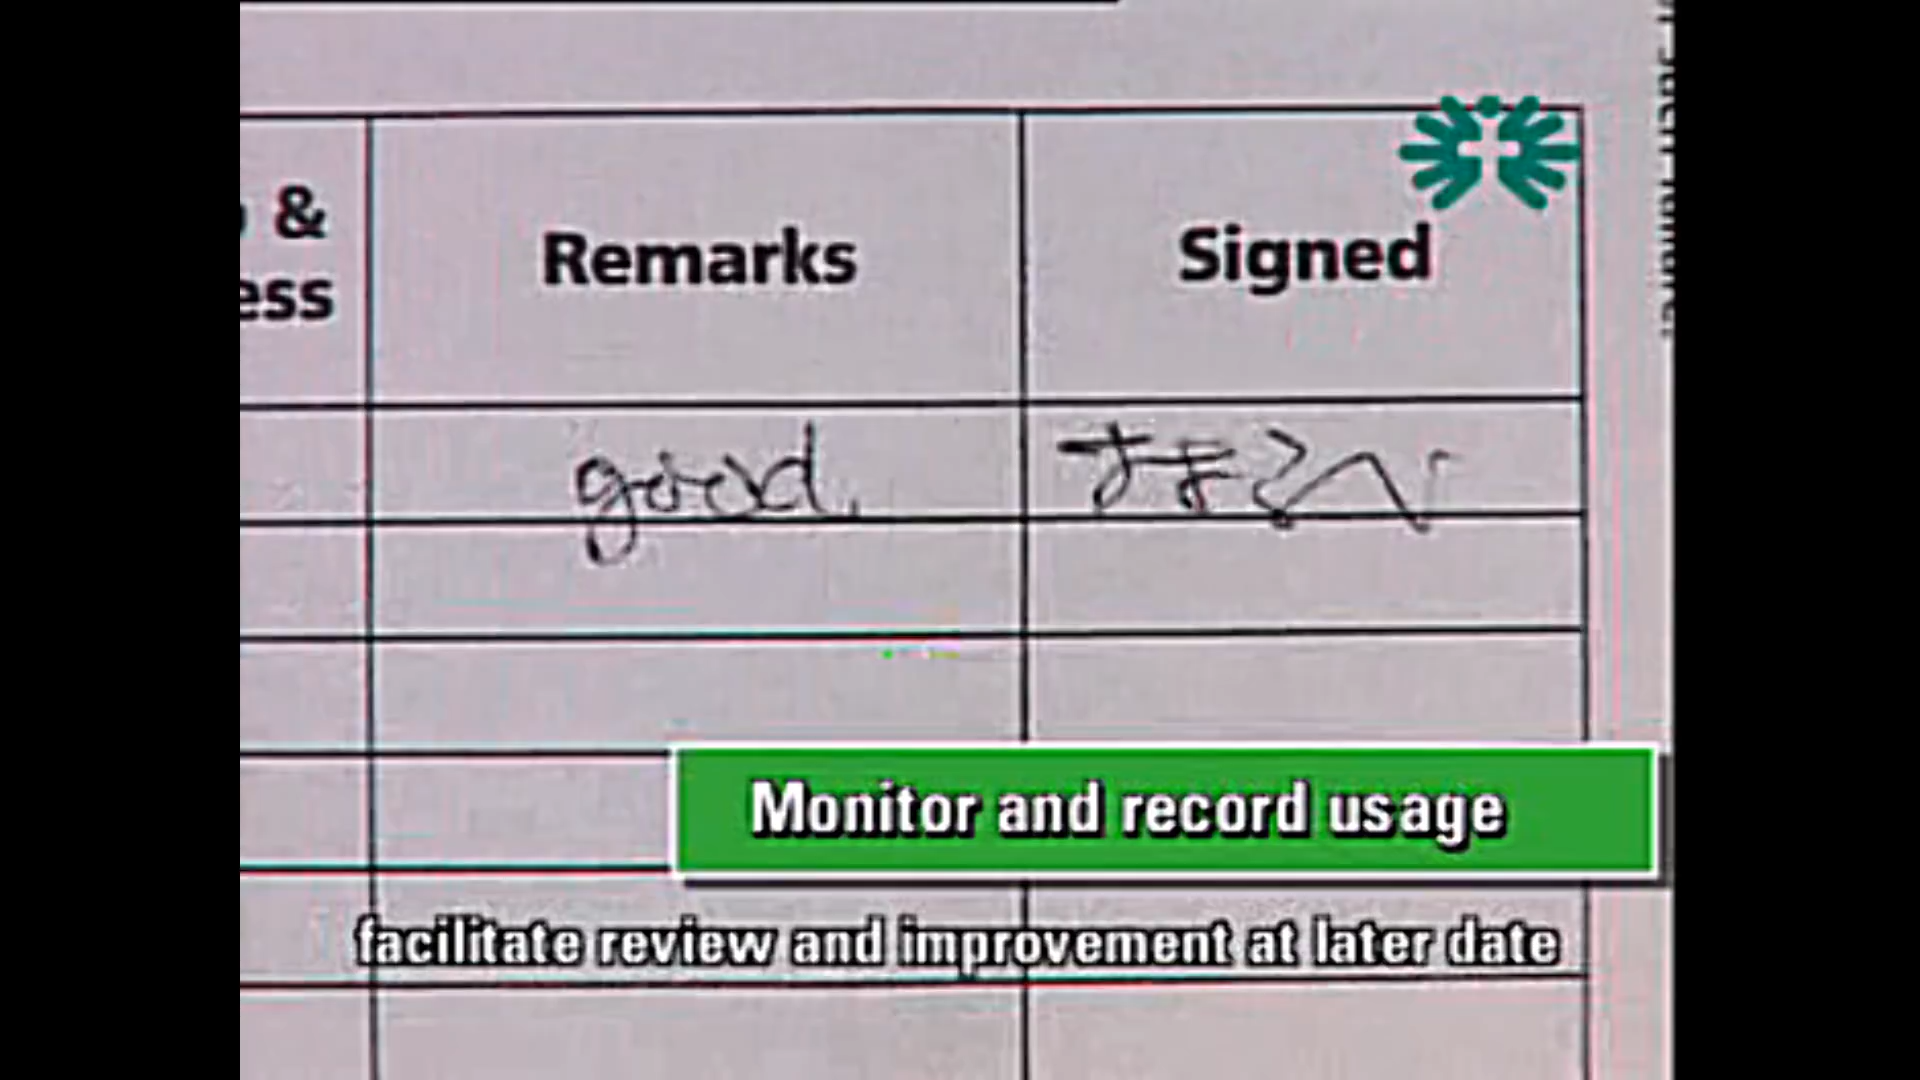 &
ess
Remarks
Signed
good.
Monitor and record usage
facilitate review and improvement at later date